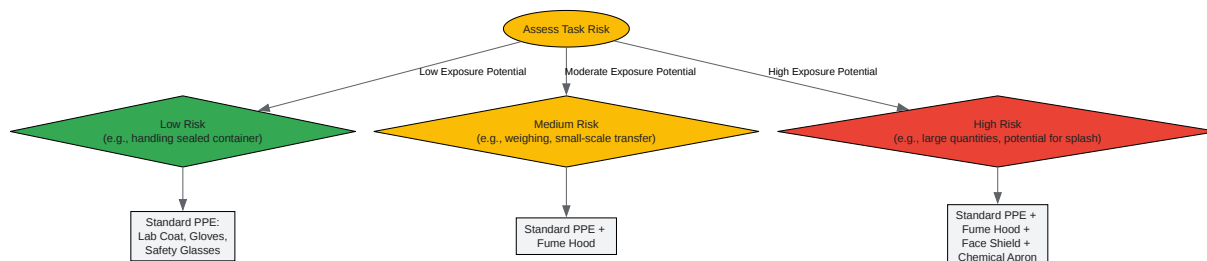 Assess Task Risk
Low Exposure Potential
Moderate Exposure Potential
High Exposure Potential
Low Risk
(e.g., handling sealed container)
Medium Risk
(e.g., weighing, small-scale transfer)
High Risk
(e.g., large quantities, potential for splash)
Standard PPE:
Lab Coat, Gloves,
Safety Glasses
Standard PPE +
Fume Hood
Standard PPE +
Fume Hood +
Face Shield +
Chemical Apron